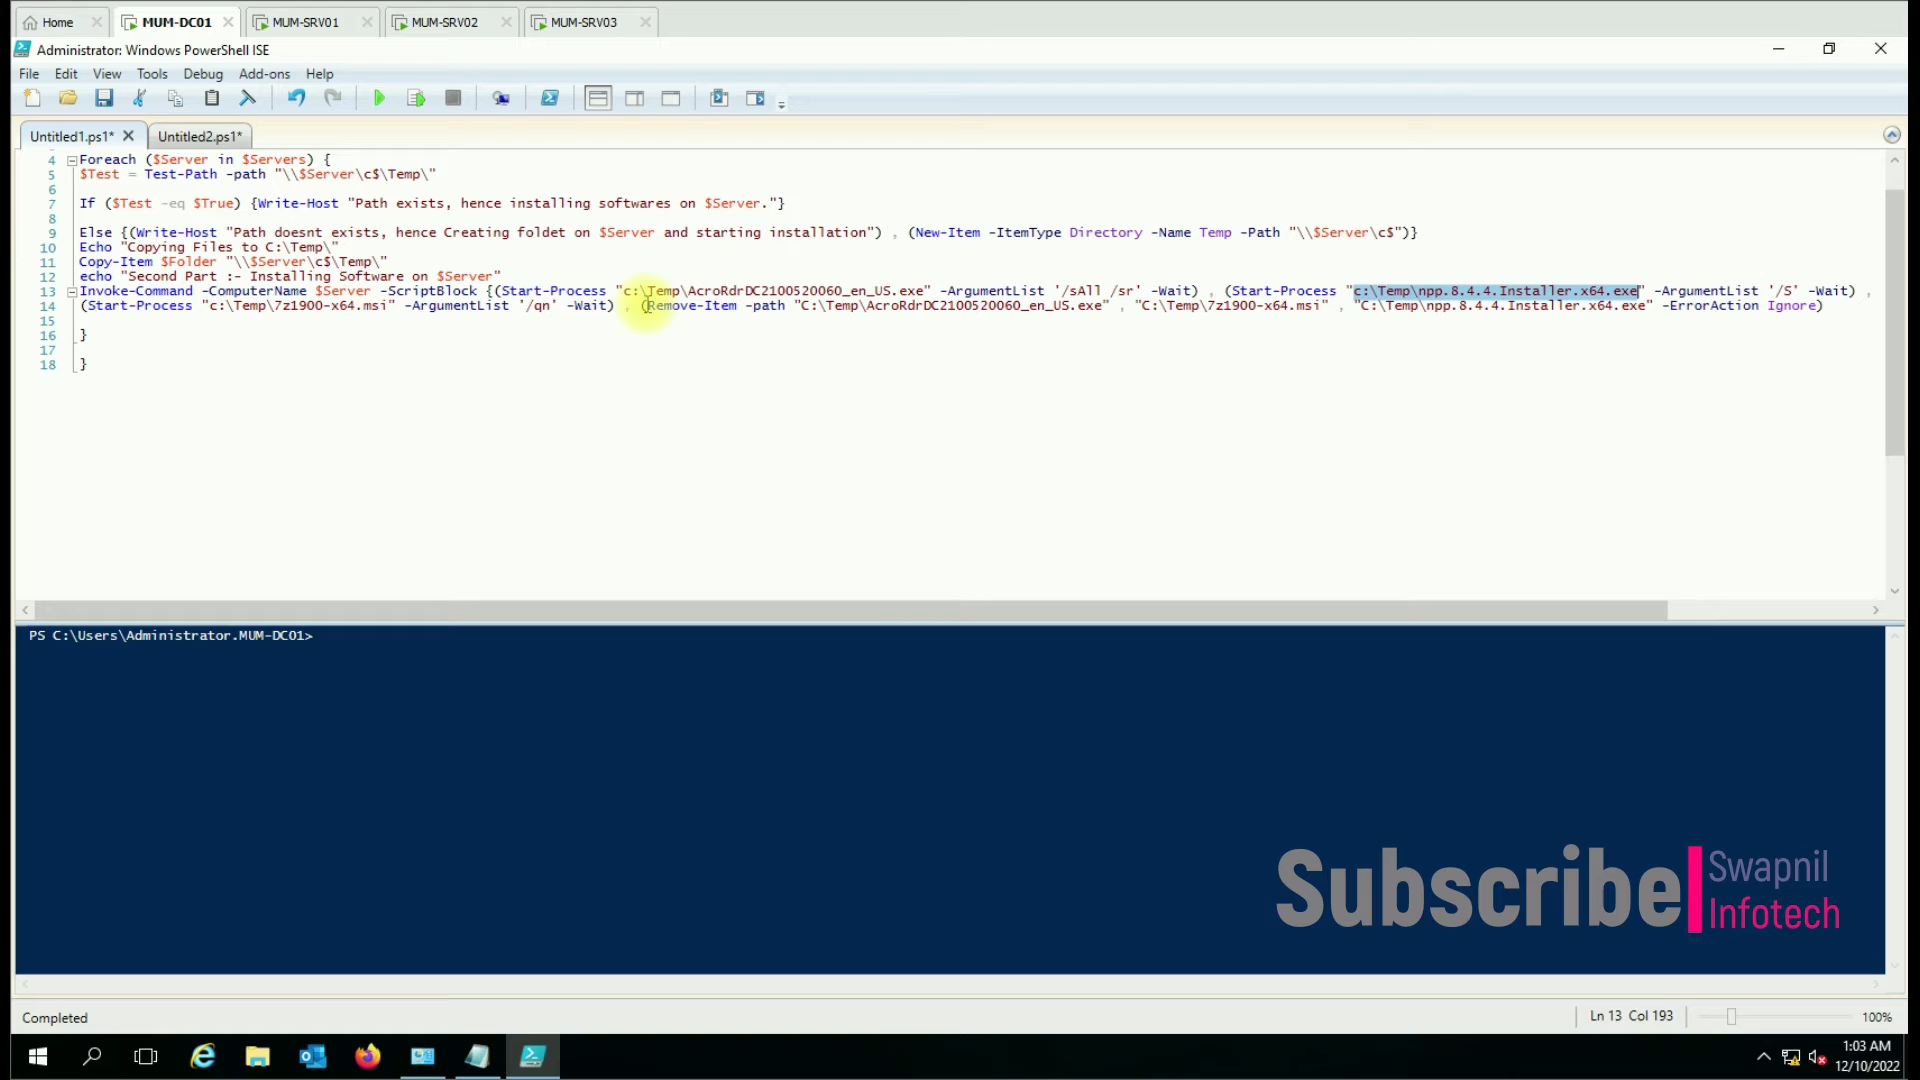 Home
MUM-DC01
MUM-SRV01
MUM-SRV02
MUM-SRV03
Administrator: Windows PowerShell ISE
File Edit View Tools Debug Add-ons Help
Untitled1.ps1*
Untitled2.ps1*
4 Foreach ($Server in $Servers) {
5 $Test = Test-Path -path "\\$Server\c$\Temp\"
6
7 If ($Test -eq $True) {Write-Host "Path exists, hence installing softwares on $Server."}
8
9 Else {(Write-Host "Path doesnt exists, hence Creating foldet on $Server and starting installation") , (New-Item -ItemType Directory -Name Temp -Path "\\$Server\c$")}
10 Echo "Copying Files to C:\Temp\"
11 Copy-Item $Folder "\\$Server\c$\Temp\"
12 echo "Second Part :- Installing Software on $Server"
13 Invoke-Command -ComputerName $Server -ScriptBlock {(Start-Process "c:\Temp\AcroRdrDC2100520060_en_US.exe" -ArgumentList '/sAll /sr' -Wait) , (Start-Process "c:\Temp\npp.8.4.4.Installer.x64.exe" -ArgumentList '/S' -Wait) ,
14 (Start-Process "c:\Temp\7z1900-x64.msi" -ArgumentList '/qn' -Wait) , (Remove-Item -path "C:\Temp\AcroRdrDC2100520060_en_US.exe" , "C:\Temp\7z1900-x64.msi" , "C:\Temp\npp.8.4.4.Installer.x64.exe" -ErrorAction Ignore)
15
16 }
17
18 }
PS C:\Users\Administrator.MUM-DC01>
Subscribe
Swapnil
Infotech
Completed
Ln 13 Col 193
100%
1:03 AM
12/10/2022